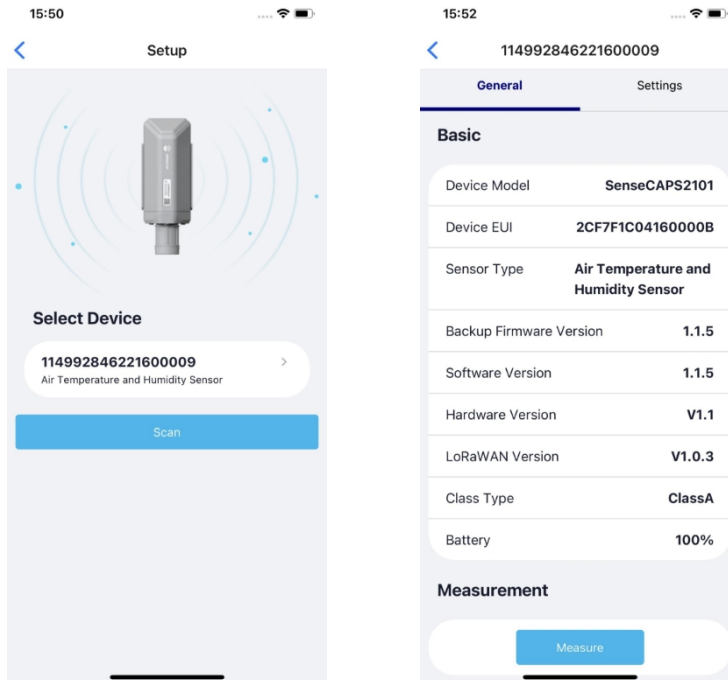 15:50
Setup
Select Device
114992846221600009
Air Temperature and Humidity Sensor
Scan
15:52
114992846221600009
General Settings
Basic
Device Model SenseCAPS2101
Device EUI 2CF7F1C04160000B
Sensor Type Air Temperature and
Humidity Sensor
Backup Firmware Version 1.1.5
Software Version 1.1.5
Hardware Version V1.1
LoRaWAN Version V1.0.3
Class Type ClassA
Battery 100%
Measurement
Measure